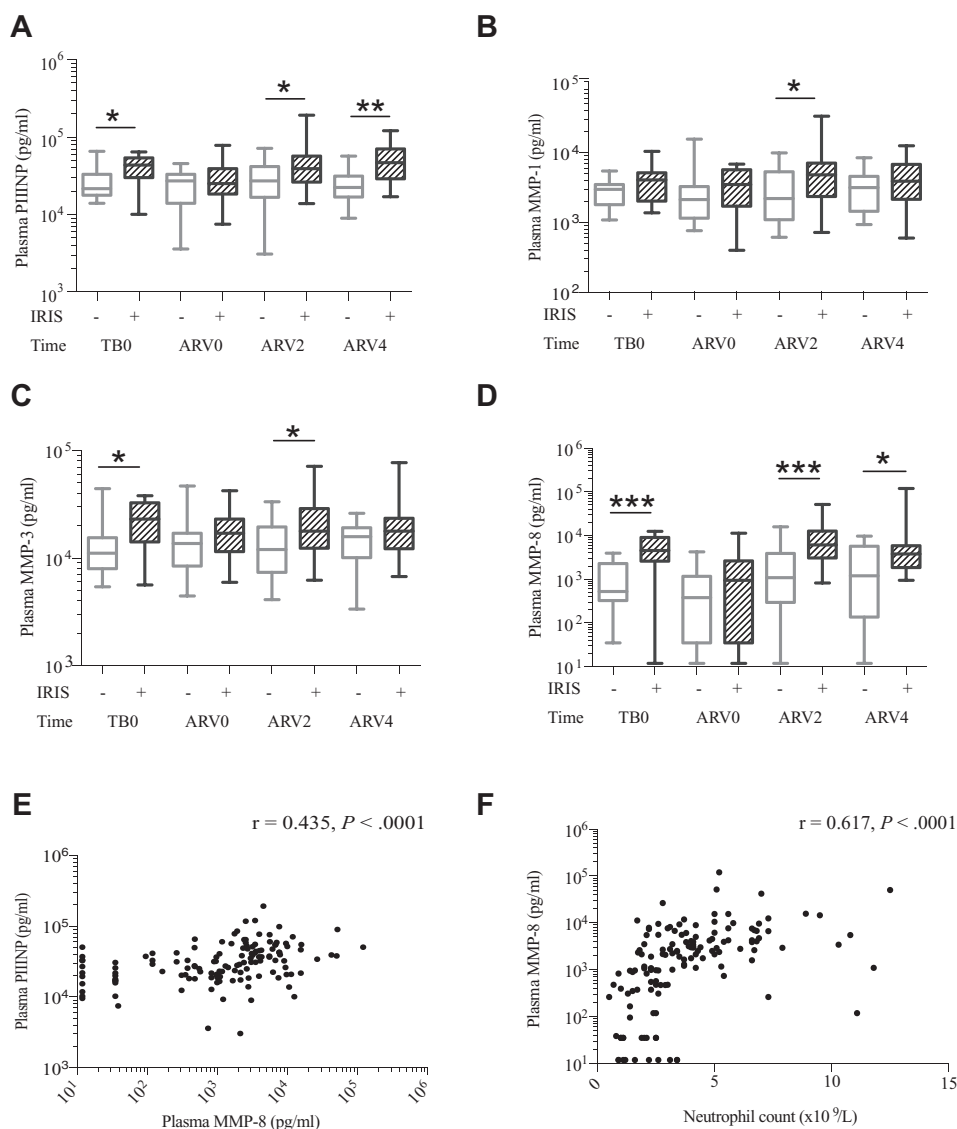 A
Plasma PIIINP (pg/ml)
10^6
10^5
10^4
10^3
*
*
**
IRIS - + - + - + - +
Time TB0 ARV0 ARV2 ARV4
B
Plasma MMP-1 (pg/ml)
10^5
10^4
10^3
10^2
*
IRIS - + - + - + - +
Time TB0 ARV0 ARV2 ARV4
C
Plasma MMP-3 (pg/ml)
10^5
10^4
10^3
*
*
IRIS - + - + - + - +
Time TB0 ARV0 ARV2 ARV4
D
Plasma MMP-8 (pg/ml)
10^6
10^5
10^4
10^3
10^2
10^1
***
***
*
IRIS - + - + - + - +
Time TB0 ARV0 ARV2 ARV4
E
r = 0.435, P < .0001
Plasma PIIINP (pg/ml)
10^6
10^5
10^4
10^3
10^1 10^2 10^3 10^4 10^5 10^6
Plasma MMP-8 (pg/ml)
F
r = 0.617, P < .0001
Plasma MMP-8 (pg/ml)
10^6
10^5
10^4
10^3
10^2
10^1
0 5 10 15
Neutrophil count (x10^9/L)